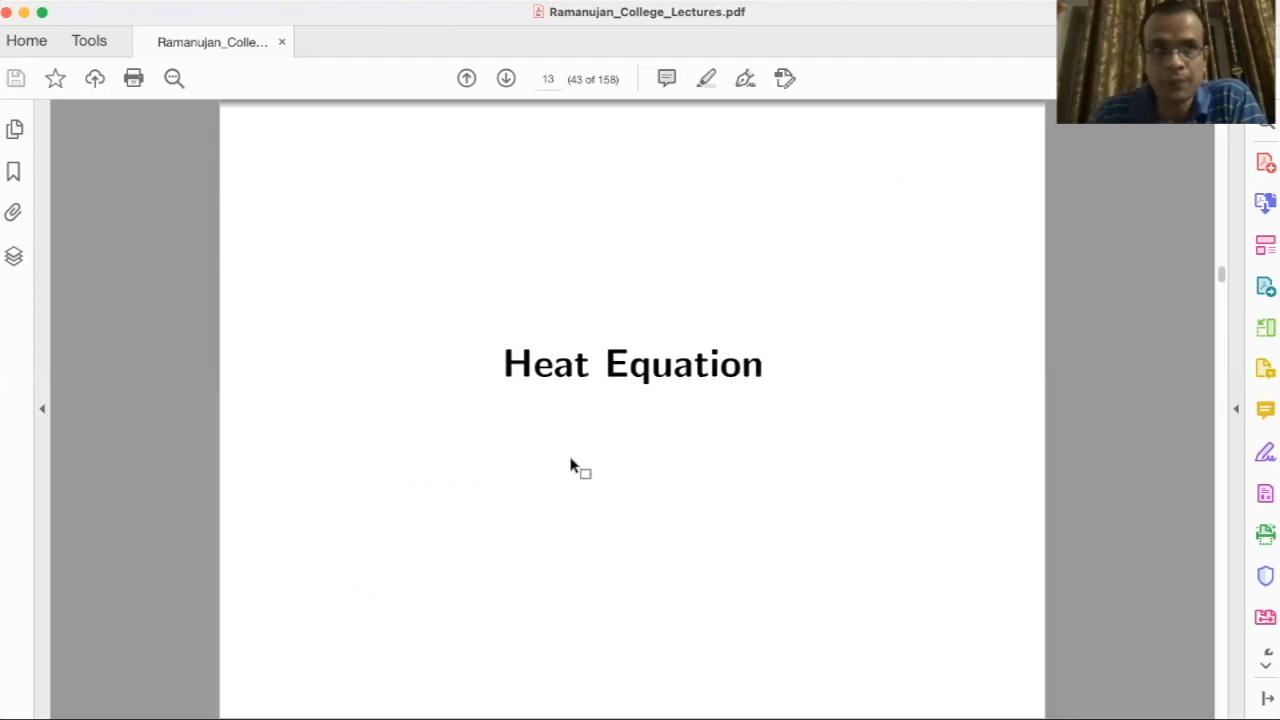 Ramanujan_College_Lectures.pdf
Home Tools Ramanujan_Colle... ×
13 (43 of 158)
Heat Equation